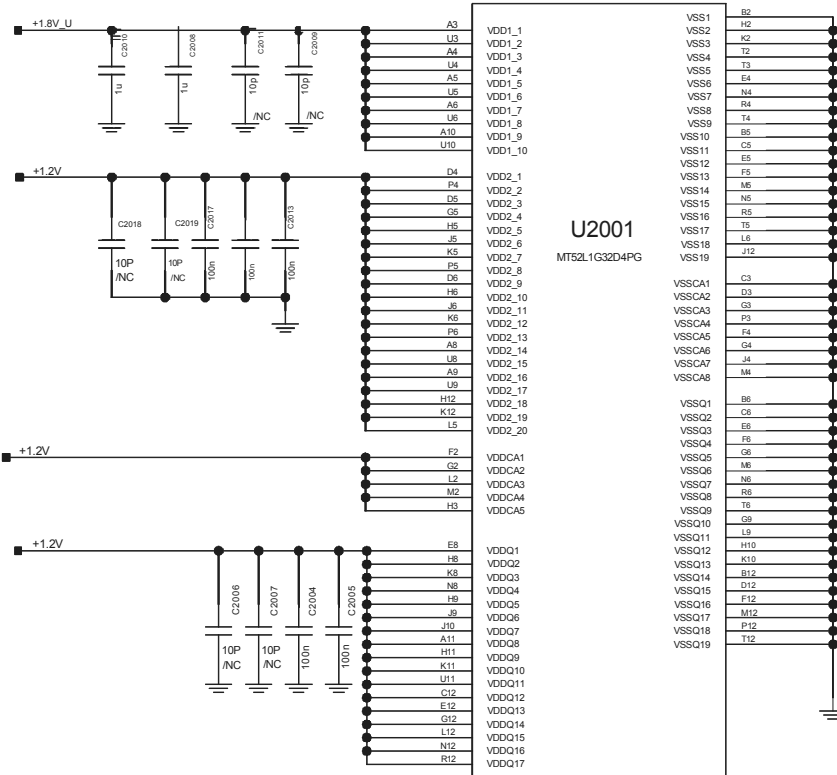 +1.8V_U
C2010
1u
C2008
1u
C2011
10p
/NC
C2009
10p
/NC
+1.2V
C2018
10P
/NC
C2019
10P
/NC
C2017
100n
100n
C2013
100n
+1.2V
+1.2V
C2006
10P
/NC
C2007
10P
/NC
C2004
100n
C2005
100n
A3 VDD1_1
U3 VDD1_2
A4 VDD1_3
U4 VDD1_4
A5 VDD1_5
U5 VDD1_6
A6 VDD1_7
U6 VDD1_8
A10 VDD1_9
U10 VDD1_10
D4 VDD2_1
P4 VDD2_2
D5 VDD2_3
G5 VDD2_4
H5 VDD2_5
J5 VDD2_6
K5 VDD2_7
P5 VDD2_8
D6 VDD2_9
H6 VDD2_10
J6 VDD2_11
K6 VDD2_12
P6 VDD2_13
A8 VDD2_14
U8 VDD2_15
A9 VDD2_16
U9 VDD2_17
H12 VDD2_18
K12 VDD2_19
L5 VDD2_20
F2 VDDCA1
G2 VDDCA2
L2 VDDCA3
M2 VDDCA4
H3 VDDCA5
E8 VDDQ1
H8 VDDQ2
K8 VDDQ3
N8 VDDQ4
H9 VDDQ5
J9 VDDQ6
J10 VDDQ7
A11 VDDQ8
H11 VDDQ9
K11 VDDQ10
U11 VDDQ11
C12 VDDQ12
E12 VDDQ13
G12 VDDQ14
L12 VDDQ15
N12 VDDQ16
R12 VDDQ17
U2001
MT52L1G32D4PG
VSS1 B2
VSS2 H2
VSS3 K2
VSS4 T2
VSS5 T3
VSS6 E4
VSS7 N4
VSS8 R4
VSS9 T4
VSS10 B5
VSS11 C5
VSS12 E5
VSS13 F5
VSS14 M5
VSS15 N5
VSS16 R5
VSS17 T5
VSS18 L6
VSS19 J12
VSSCA1 C3
VSSCA2 D3
VSSCA3 G3
VSSCA4 P3
VSSCA5 F4
VSSCA6 G4
VSSCA7 J4
VSSCA8 M4
VSSQ1 B6
VSSQ2 C6
VSSQ3 E6
VSSQ4 F6
VSSQ5 G6
VSSQ6 M6
VSSQ7 N6
VSSQ8 R6
VSSQ9 T6
VSSQ10 G9
VSSQ11 L9
VSSQ12 H10
VSSQ13 K10
VSSQ14 B12
VSSQ15 D12
VSSQ16 F12
VSSQ17 M12
VSSQ18 P12
VSSQ19 T12